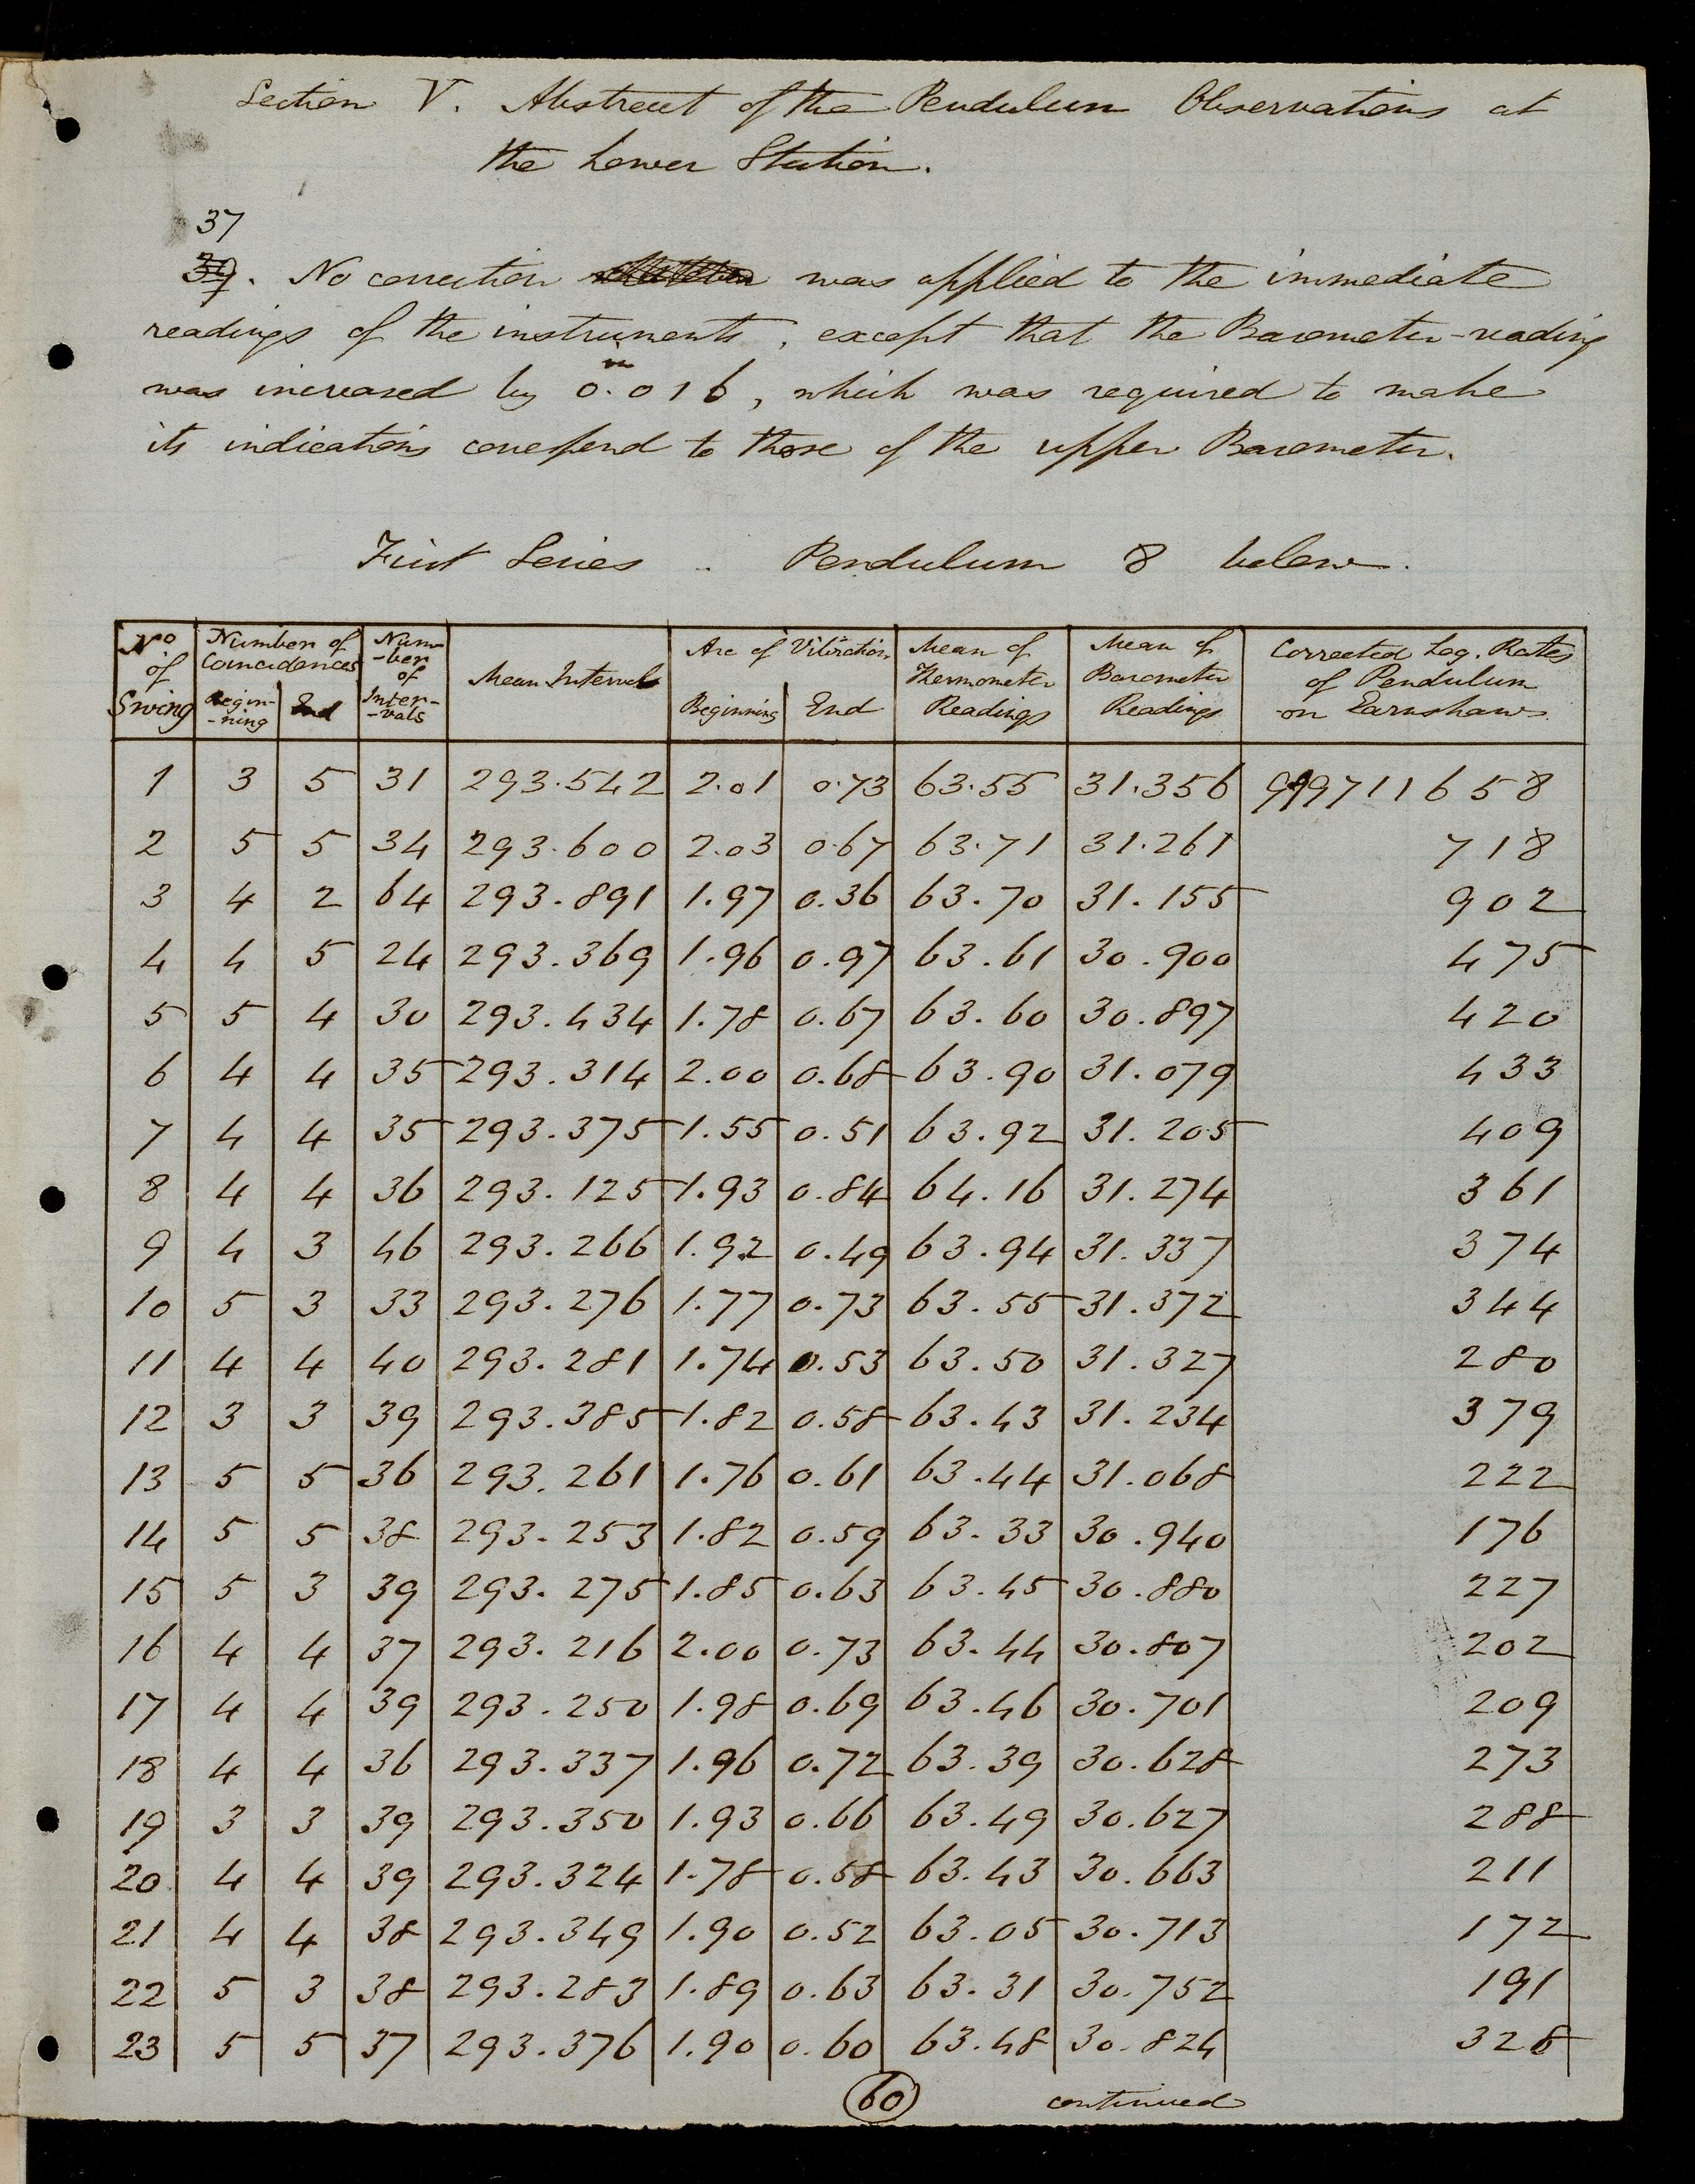 Section V. Abstract of the Pendulum Observations at
the Lower Station.
37
39. No correction was applied to the immediate
readings of the instruments, except that the Barometer-reading
in
was increased by 0.016, which was required to make
its indications correspond to those of the upper Barometer.
First Series .. Pendulum 8 below.
No of Swing | Number of Coincidences Begin--ning | End | Num--ber of Inter--vals | Mean Interval | Arc of Vibration Beginning | End | Mean of Thermometer Readings | Mean of Barometer Readings | Corrected Log. Rates of Pendulum on Earnshaw
1 3 5 31 293.542 2.01 0.73 63.55 31.356 999711658
2 5 5 34 293.600 2.03 0.67 63.71 31.261 718
3 4 2 64 293.891 1.97 0.36 63.70 31.155 902
4 4 5 24 293.369 1.96 0.97 63.61 30.900 475
5 5 4 30 293.434 1.78 0.67 63.60 30.897 420
6 4 4 35 293.314 2.00 0.68 63.90 31.079 433
7 4 4 35 293.375 1.55 0.51 63.92 31.205 409
8 4 4 36 293.125 1.93 0.84 64.16 31.274 361
9 4 3 46 293.266 1.92 0.49 63.94 31.337 374
10 5 3 33 293.276 1.77 0.73 63.55 31.372 344
11 4 4 40 293.281 1.74 0.53 63.50 31.327 280
12 3 3 39 293.385 1.82 0.58 63.43 31.234 379
13 5 5 36 293.261 1.76 0.61 63.44 31.068 222
14 5 5 38 293.253 1.82 0.59 63.33 30.940 176
15 5 3 39 293.275 1.85 0.63 63.45 30.880 227
16 4 4 37 293.216 2.00 0.73 63.44 30.807 202
17 4 4 39 293.250 1.98 0.69 63.46 30.701 209
18 4 4 36 293.337 1.96 0.72 63.39 30.628 273
19 3 3 39 293.350 1.93 0.66 63.49 30.627 288
20 4 4 39 293.324 1.78 0.58 63.43 30.663 211
21 4 4 38 293.349 1.90 0.52 63.05 30.713 172
22 5 3 38 293.283 1.89 0.63 63.31 30.752 191
23 5 5 37 293.376 1.90 0.60 63.48 30.824 328
60 continued